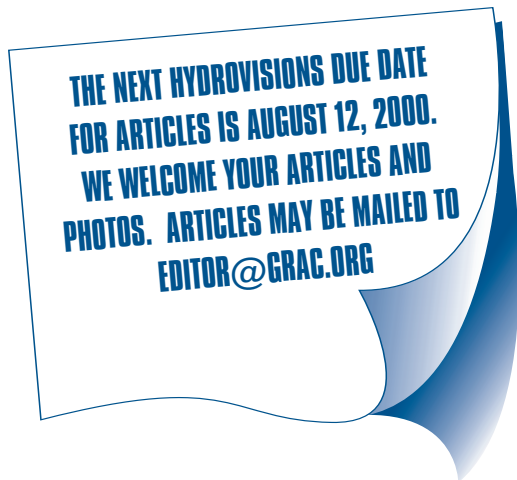 THE NEXT HYDROVISIONS DUE DATE
FOR ARTICLES IS AUGUST 12, 2000.
WE WELCOME YOUR ARTICLES AND
PHOTOS. ARTICLES MAY BE MAILED TO
EDITOR@GRAC.ORG